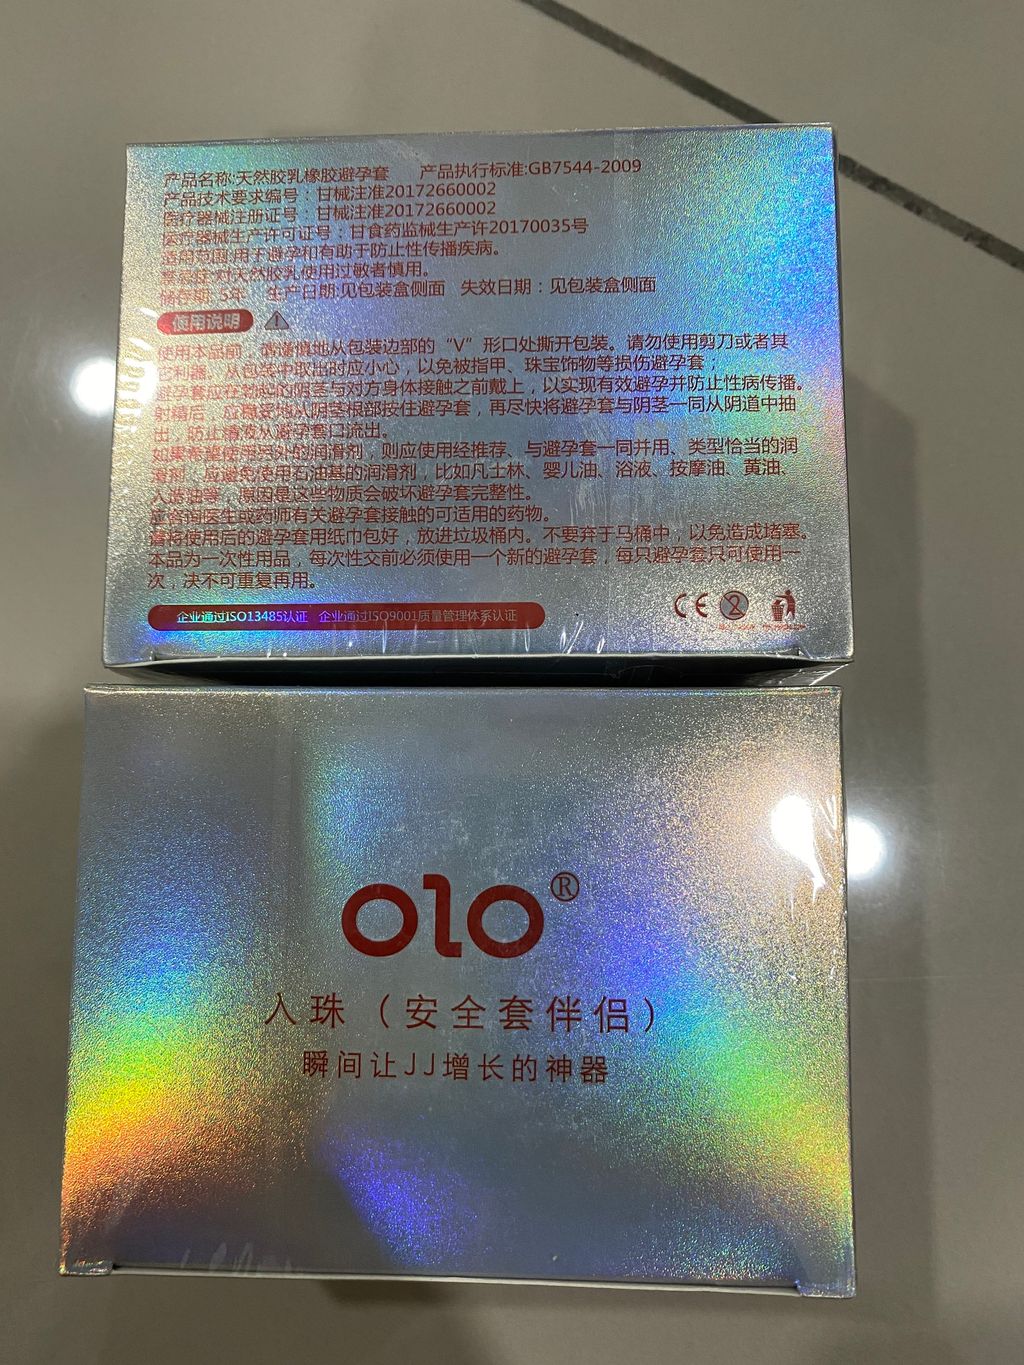 产品名称:天然胶乳橡胶避孕套 产品执行标准:GB7544-2009
产品技术要求编号：甘械注准20172660002
医疗器械注册证号：甘械注准20172660002
医疗器械生产许可证号：甘食药监械生产许20170035号
适用范围:用于避孕和有助于防止性传播疾病。
禁忌症:对天然胶乳使用过敏者慎用。
储存期: 5年 生产日期:见包装盒侧面 失效日期：见包装盒侧面
使用说明
使用本品前，请谨慎地从包装边部的“V”形口处撕开包装。请勿使用剪刀或者其
它利器。从包装中取出时应小心，以免被指甲、珠宝饰物等损伤避孕套；
避孕套应在勃起的阴茎与对方身体接触之前戴上，以实现有效避孕并防止性病传播。
射精后，应稳妥地从阴茎根部按住避孕套，再尽快将避孕套与阴茎一同从阴道中抽
出，防止精液从避孕套口流出。
如果希望使用另外的润滑剂，则应使用经推荐、与避孕套一同并用、类型恰当的润
滑剂，应避免使用石油基的润滑剂，比如凡士林、婴儿油、浴液、按摩油、黄油、
人造油等，原因是这些物质会破坏避孕套完整性。
应咨询医生或药师有关避孕套接触的可适用的药物。
请将使用后的避孕套用纸巾包好，放进垃圾桶内。不要弃于马桶中，以免造成堵塞。
本品为一次性用品，每次性交前必须使用一个新的避孕套，每只避孕套只可使用一
次，决不可重复再用。
企业通过ISO13485认证 企业通过ISO9001质量管理体系认证
CE 2
olo®
入珠（安全套伴侣）
瞬间让JJ增长的神器